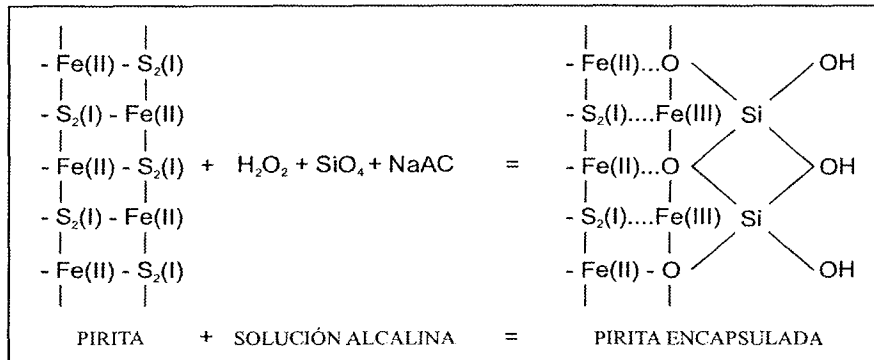 - Fe(II) - S₂(I) - Fe(II)...O OH
- S₂(I) - Fe(II) - S₂(I)....Fe(III) Si
- Fe(II) - S₂(I) + H₂O₂ + SiO₄ + NaAC = - Fe(II)...O OH
- S₂(I) - Fe(II) - S₂(I)....Fe(III) Si
- Fe(II) - S₂(I) - Fe(II) - O OH
PIRITA + SOLUCIÓN ALCALINA = PIRITA ENCAPSULADA